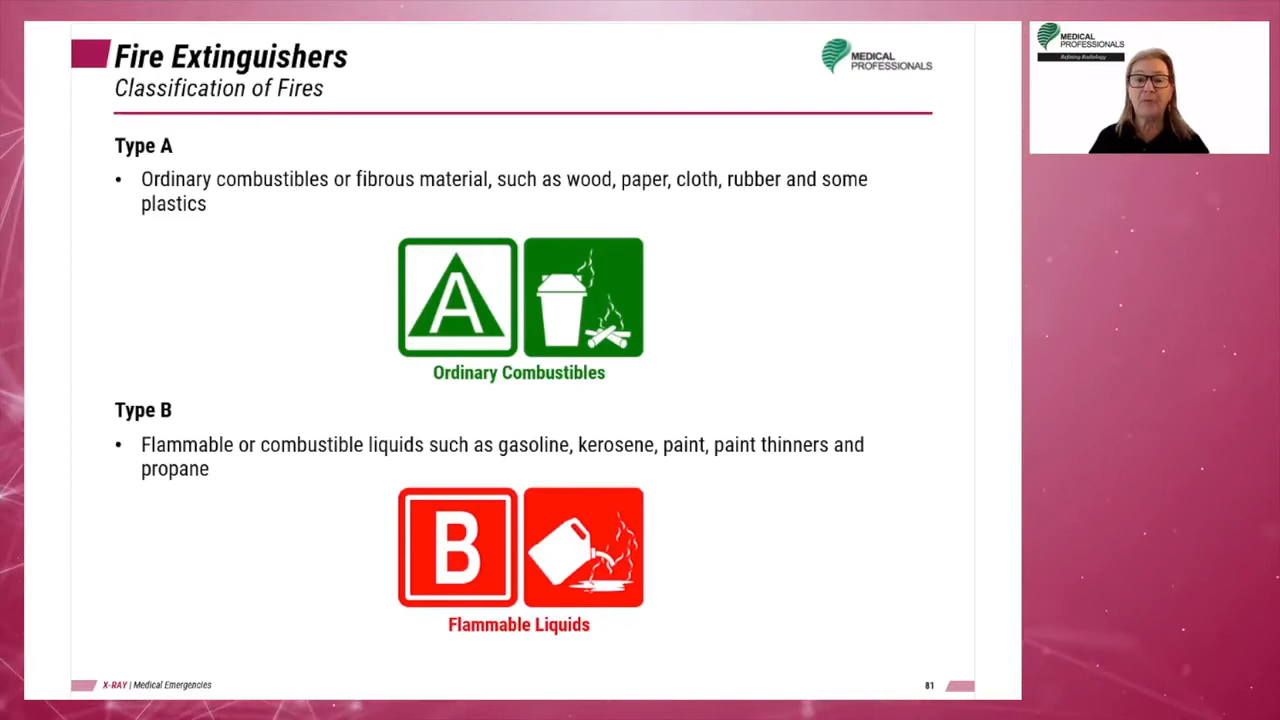 Fire Extinguishers
Classification of Fires
MEDICAL
PROFESSIONALS
Type A
• Ordinary combustibles or fibrous material, such as wood, paper, cloth, rubber and some
plastics
A
Ordinary Combustibles
Type B
• Flammable or combustible liquids such as gasoline, kerosene, paint, paint thinners and
propane
B
Flammable Liquids
X-RAY | Medical Emergencies
81
MEDICAL
PROFESSIONALS
Refining Radiology